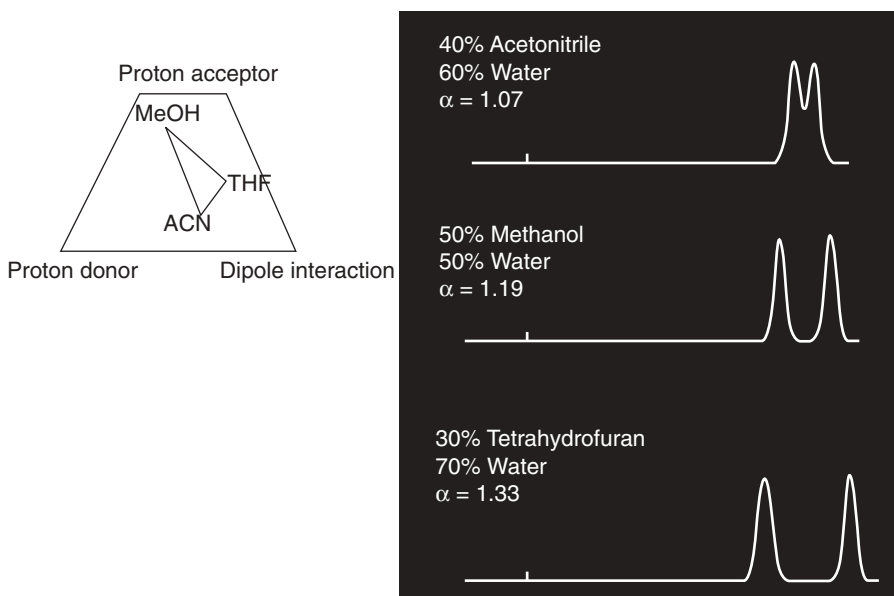 Proton acceptor
MeOH
THF
ACN
Proton donor
Dipole interaction
40% Acetonitrile
60% Water
α = 1.07
50% Methanol
50% Water
α = 1.19
30% Tetrahydrofuran
70% Water
α = 1.33